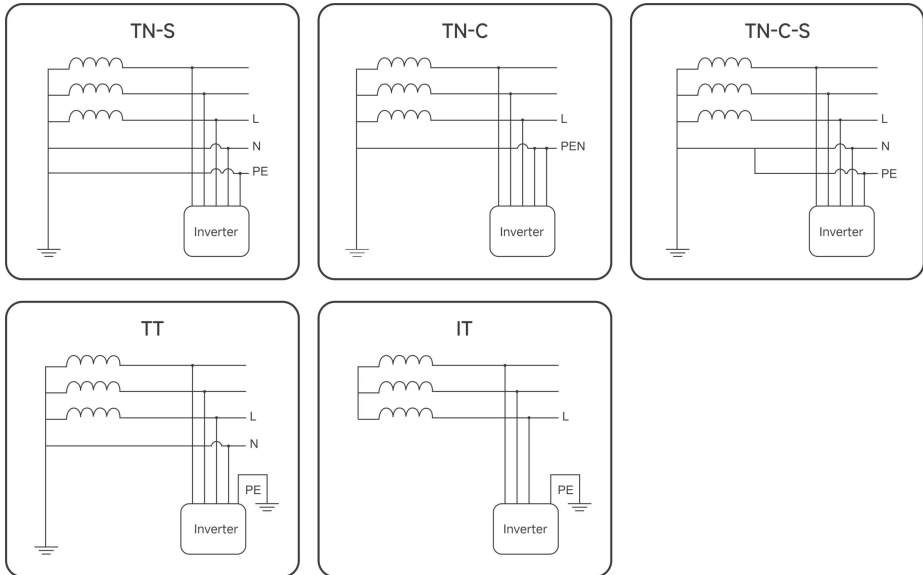 TN-S
L
N
PE
Inverter
TN-C
L
PEN
Inverter
TN-C-S
L
N
PE
Inverter
TT
L
N
PE
Inverter
IT
L
PE
Inverter